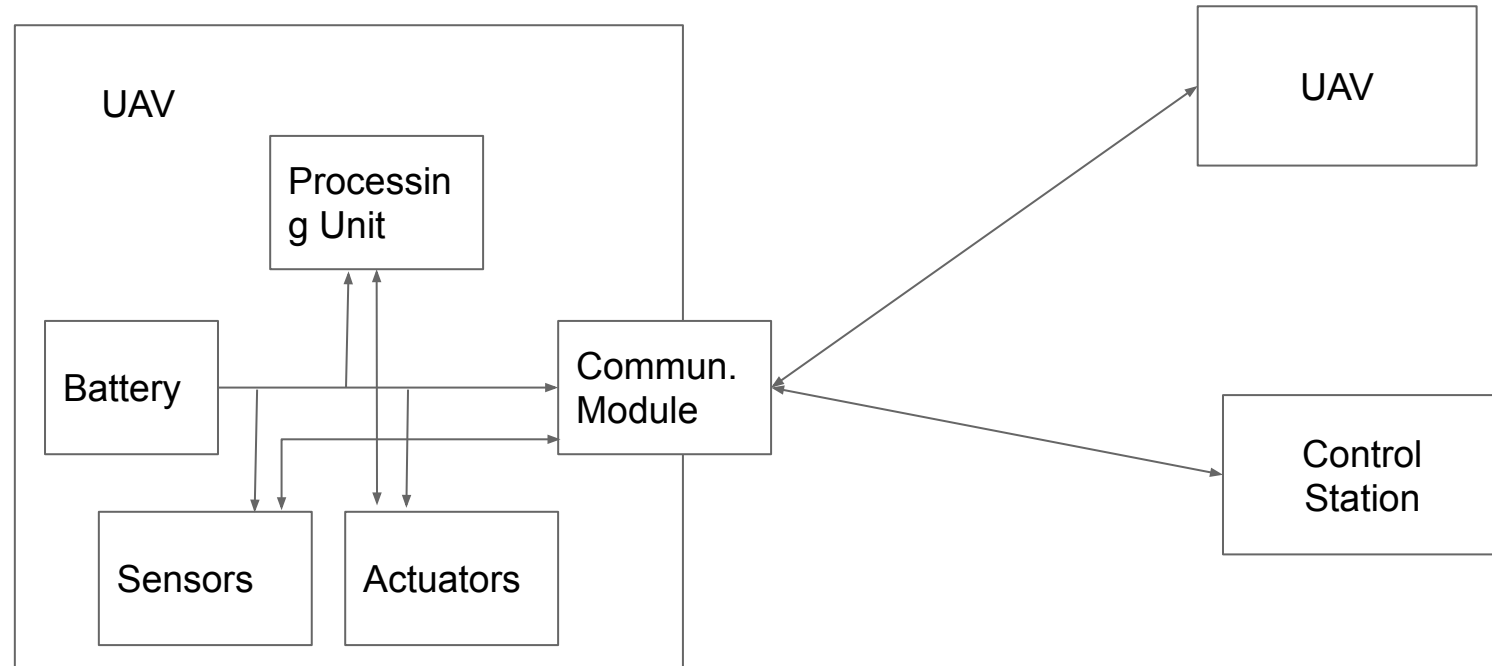 UAV
Processin
g Unit
Battery
Commun.
Module
Sensors
Actuators
UAV
Control
Station